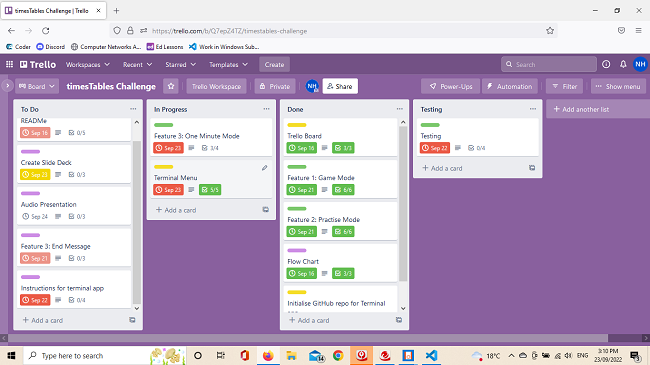 timesTables Challenge | Trello
https://trello.com/b/Q7epZ4TZ/timestables-challenge
Coder Discord Computer Networks A... Ed Lessons Work in Windows Sub...
Trello Workspaces Recent Starred Templates Create Search NH
Board timesTables Challenge Trello Workspace Private NH Share Power-Ups Automation Filter Show menu
To Do
READMe
Sep 16 0/5
Create Slide Deck
Sep 23 0/3
Audio Presentation
Sep 24 0/3
Feature 3: End Message
Sep 21 0/3
Instructions for terminal app
Sep 22 0/4
Add a card
In Progress
Feature 3: One Minute Mode
Sep 23 3/4
Terminal Menu
Sep 23 5/5
Add a card
Done
Trello Board
Sep 18 3/3
Feature 1: Game Mode
Sep 21 6/6
Feature 2: Practise Mode
Sep 21 6/6
Flow Chart
Sep 16 3/3
Initialise GitHub repo for Terminal
Add a card
Testing
Testing
Sep 22 0/4
Add a card
Add another list
Type here to search
18°C
ENG
3:10 PM
23/09/2022